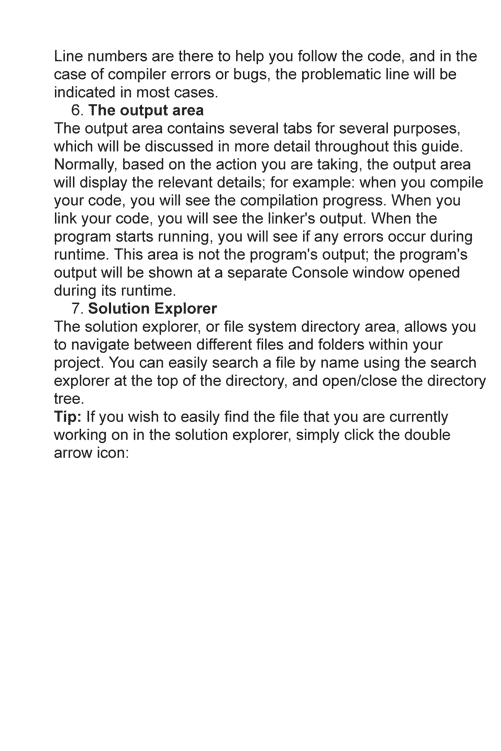 Line numbers are there to help you follow the code, and in the
case of compiler errors or bugs, the problematic line will be
indicated in most cases.
6. The output area
The output area contains several tabs for several purposes,
which will be discussed in more detail throughout this guide.
Normally, based on the action you are taking, the output area
will display the relevant details; for example: when you compile
your code, you will see the compilation progress. When you
link your code, you will see the linker's output. When the
program starts running, you will see if any errors occur during
runtime. This area is not the program's output; the program's
output will be shown at a separate Console window opened
during its runtime.
7. Solution Explorer
The solution explorer, or file system directory area, allows you
to navigate between different files and folders within your
project. You can easily search a file by name using the search
explorer at the top of the directory, and open/close the directory
tree.
Tip: If you wish to easily find the file that you are currently
working on in the solution explorer, simply click the double
arrow icon: